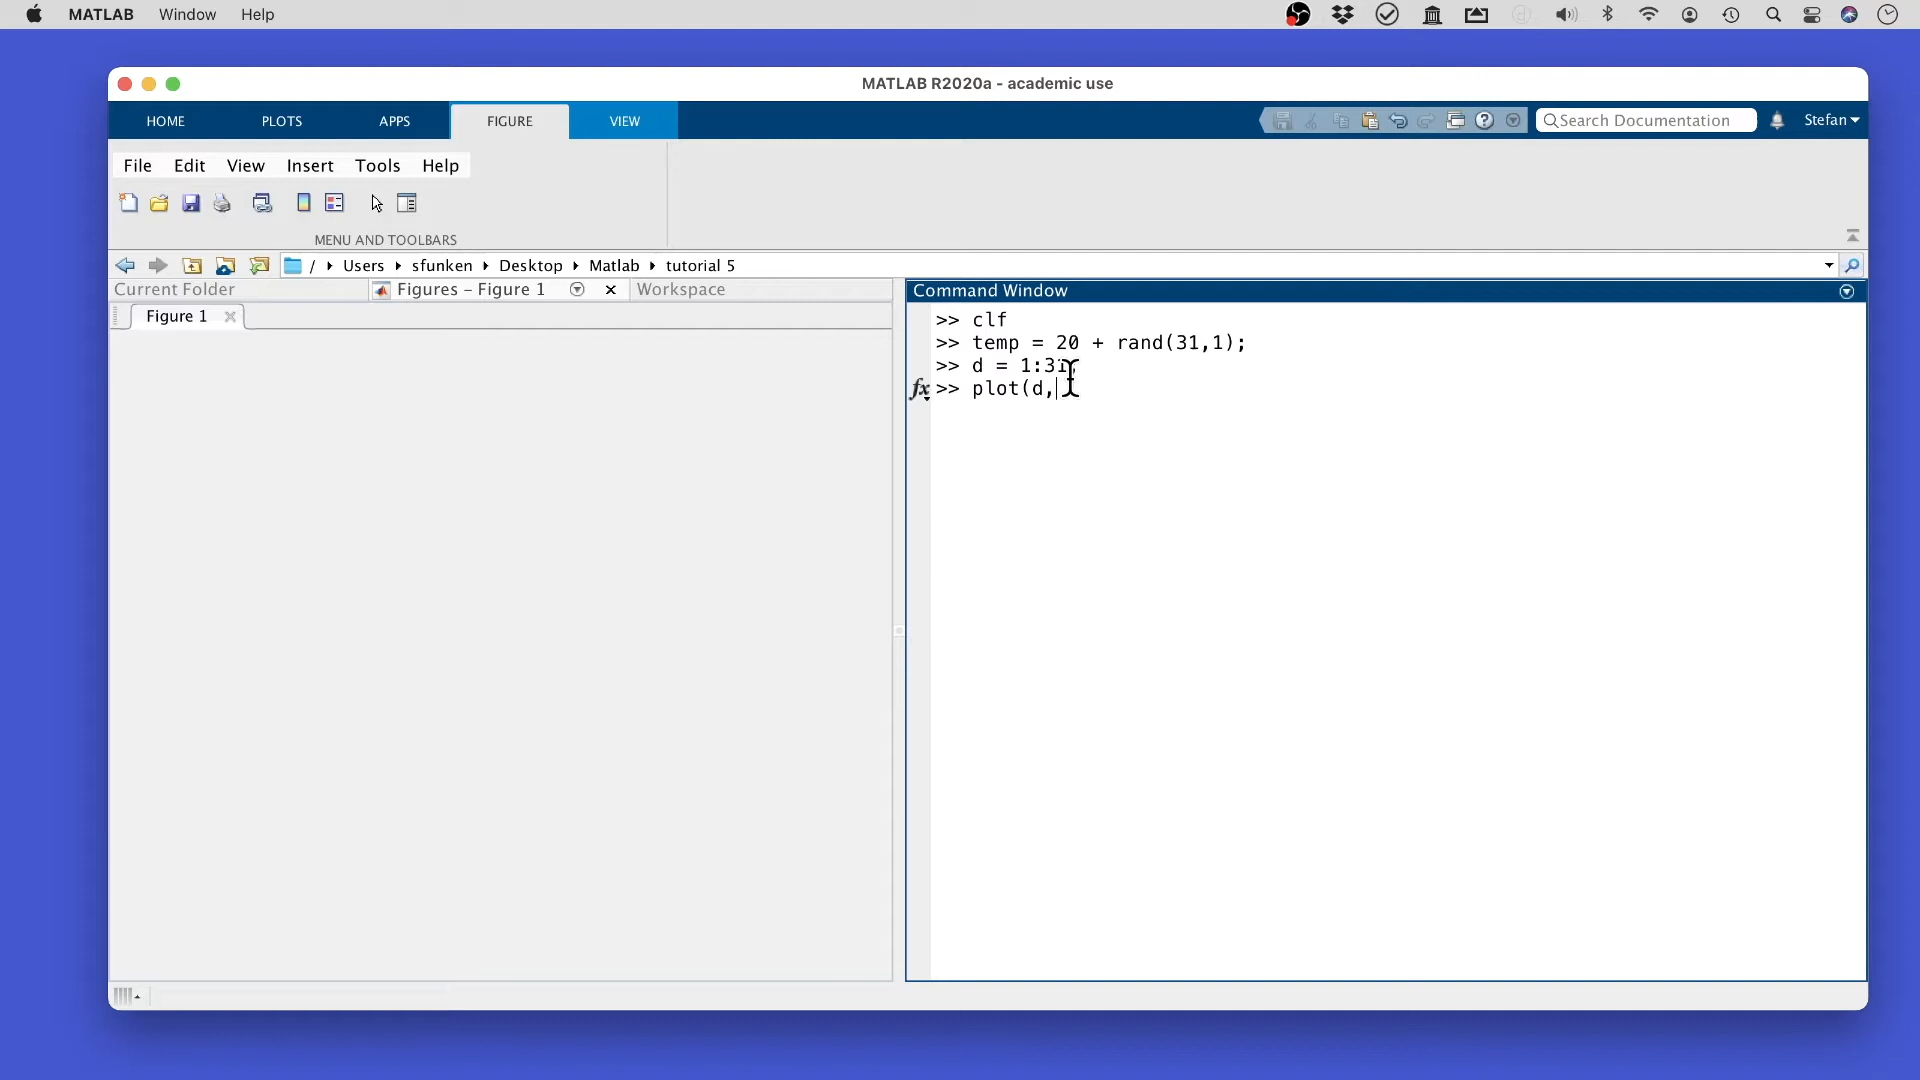 MATLAB Window Help
MATLAB R2020a - academic use
HOME PLOTS APPS FIGURE VIEW
Search Documentation Stefan
File Edit View Insert Tools Help
MENU AND TOOLBARS
/ Users sfunken Desktop Matlab tutorial 5
Current Folder Figures – Figure 1 Workspace
Figure 1
Command Window
>> clf
>> temp = 20 + rand(31,1);
>> d = 1:31;
fx >> plot(d,